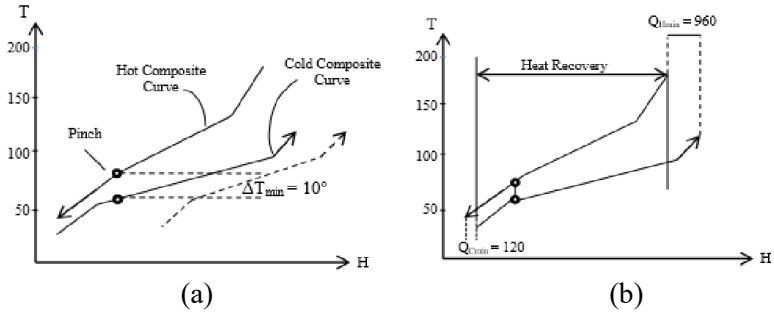 T
200
150
100
50
Hot Composite
Curve
Cold Composite
Curve
Pinch
ΔTmin = 10°
H
(a)
QHmin = 960
T
200
150
100
50
Heat Recovery
QCmin = 120
H
(b)